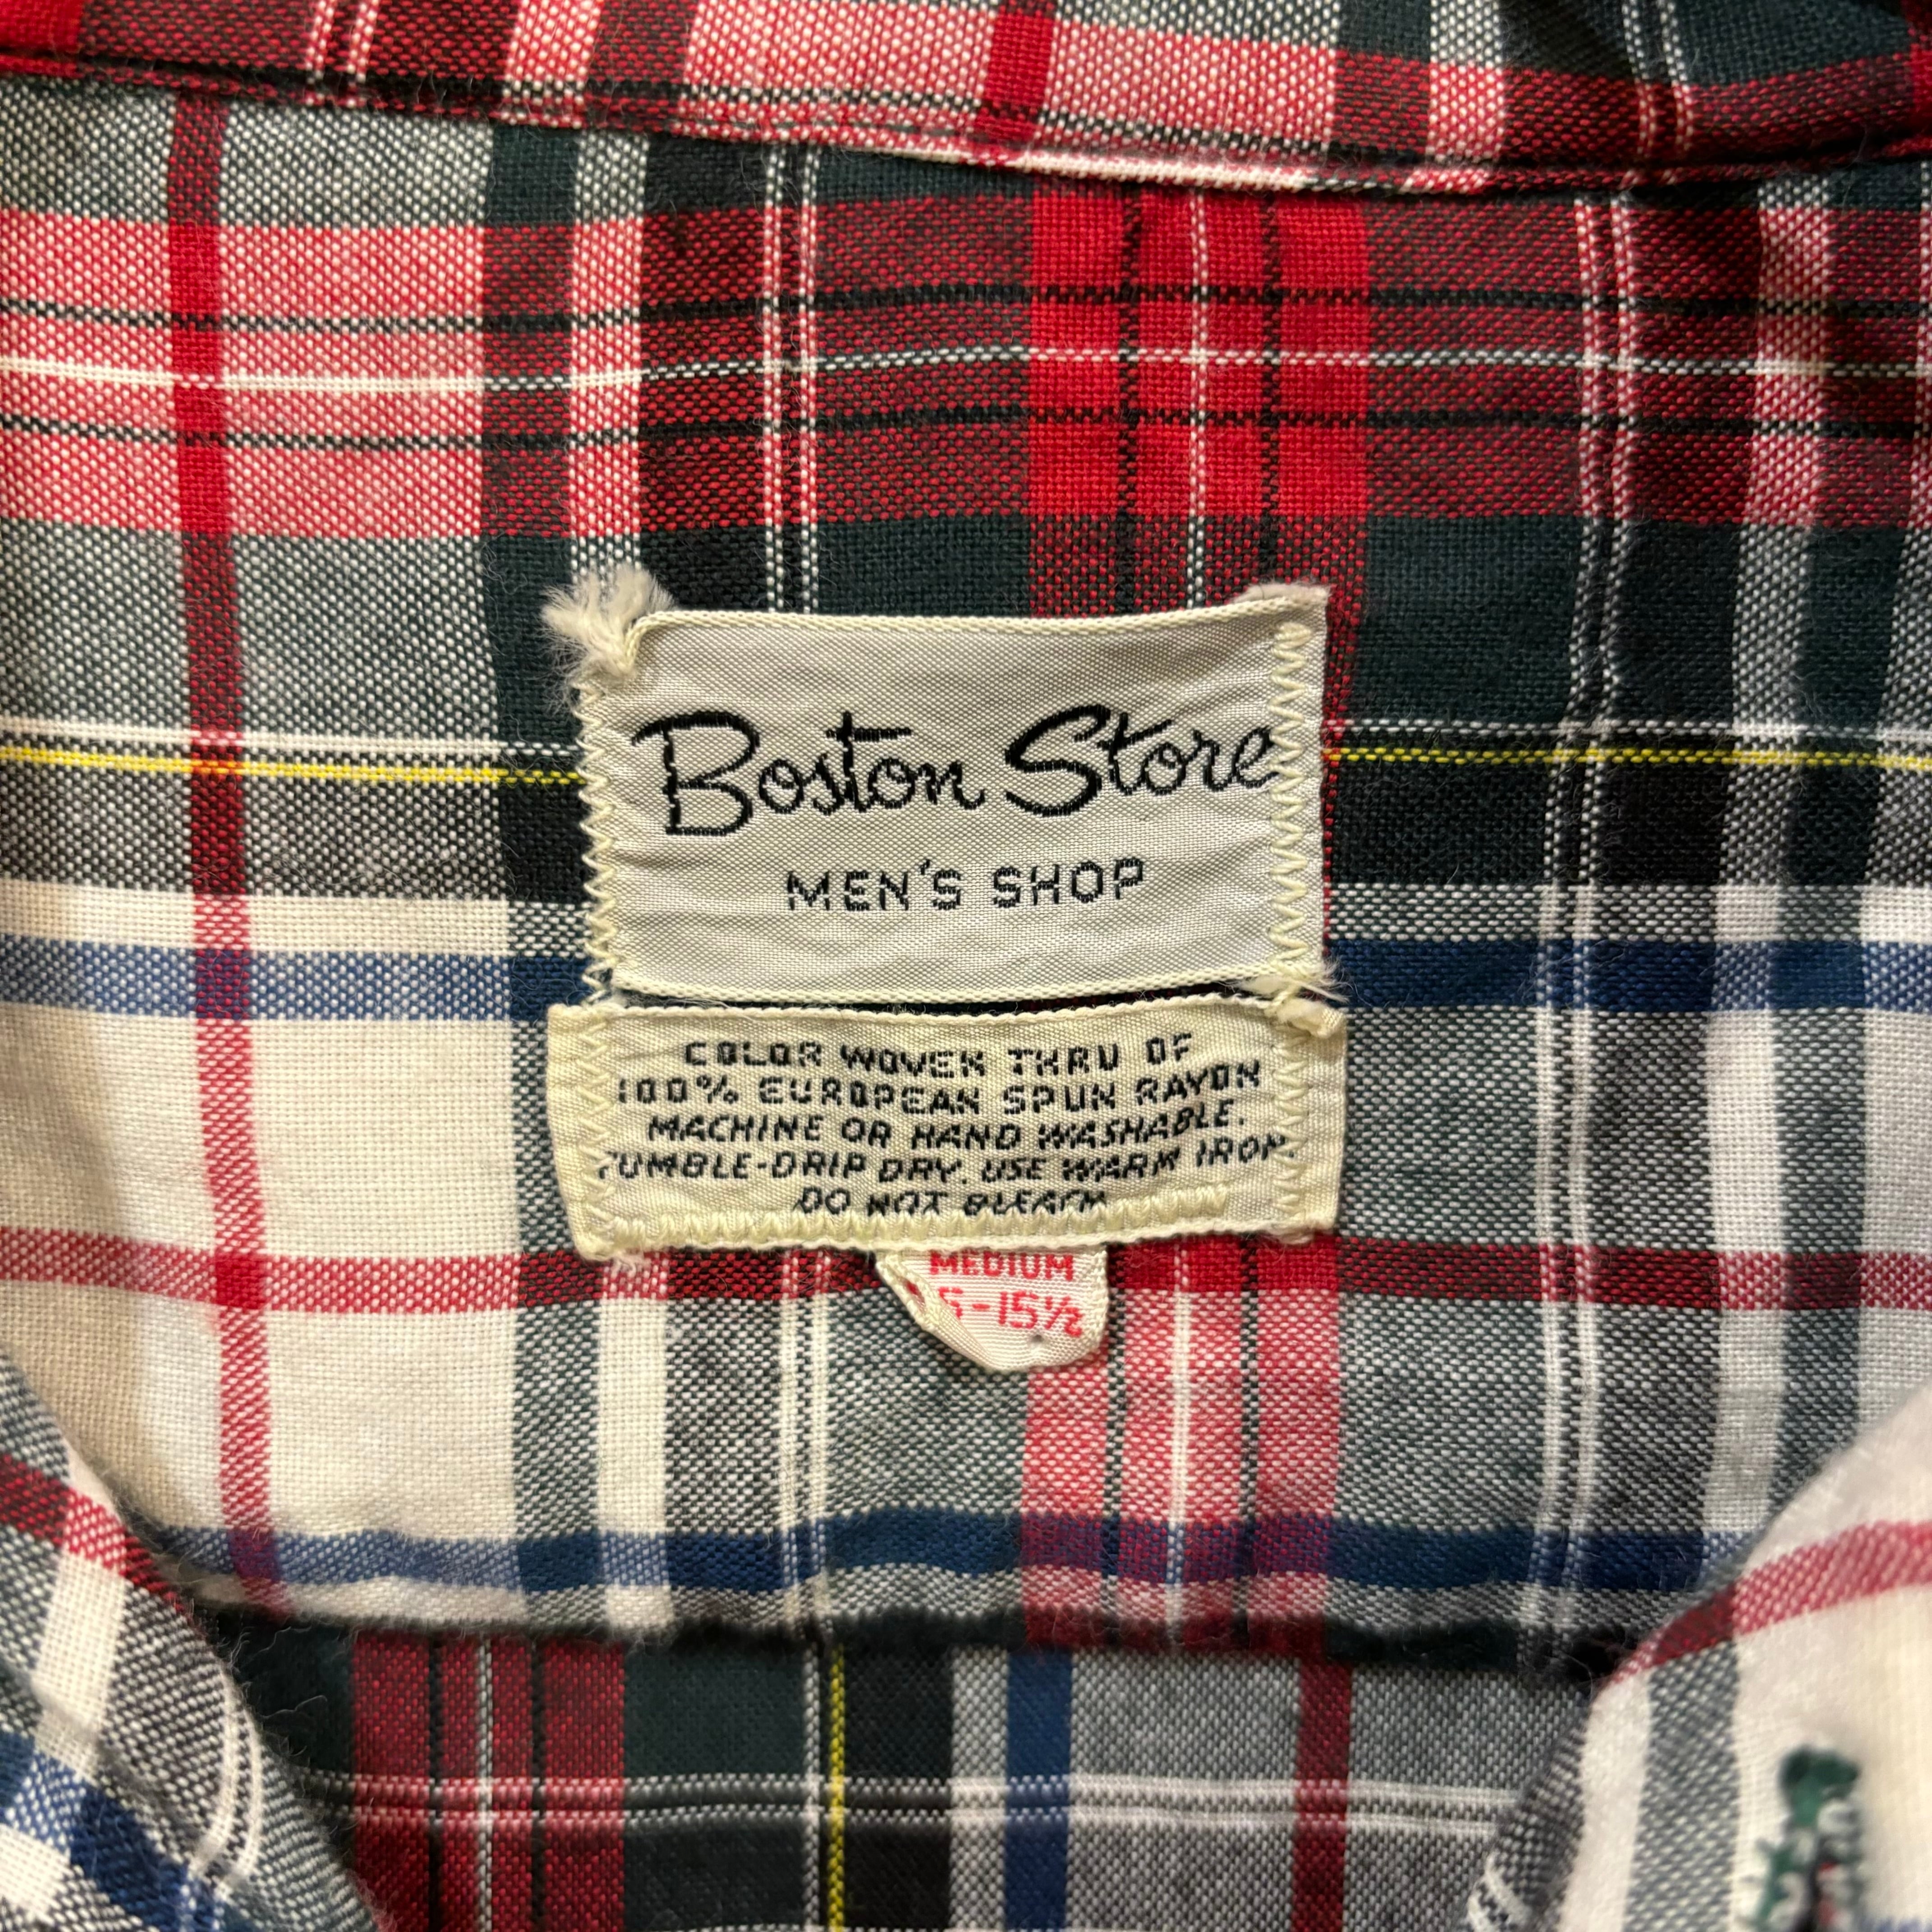 Boston Store
MEN'S SHOP
COLOR WOVEN THRU OF
100% EUROPEAN SPUN RAYON
MACHINE OR HAND WASHABLE.
TUMBLE-DRIP DRY. USE WARM IRON.
DO NOT BLEACH
MEDIUM
5-15½